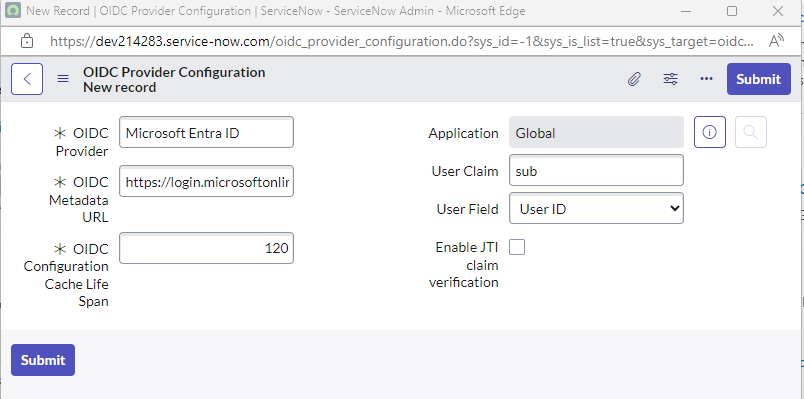 New Record | OIDC Provider Configuration | ServiceNow - ServiceNow Admin - Microsoft Edge
https://dev214283.service-now.com/oidc_provider_configuration.do?sys_id=-1&sys_is_list=true&sys_target=oidc...
OIDC Provider Configuration
New record
Submit
* OIDC Provider
Microsoft Entra ID
* OIDC Metadata URL
https://login.microsoftonlin
* OIDC Configuration Cache Life Span
120
Application
Global
User Claim
sub
User Field
User ID
Enable JTI claim verification
Submit